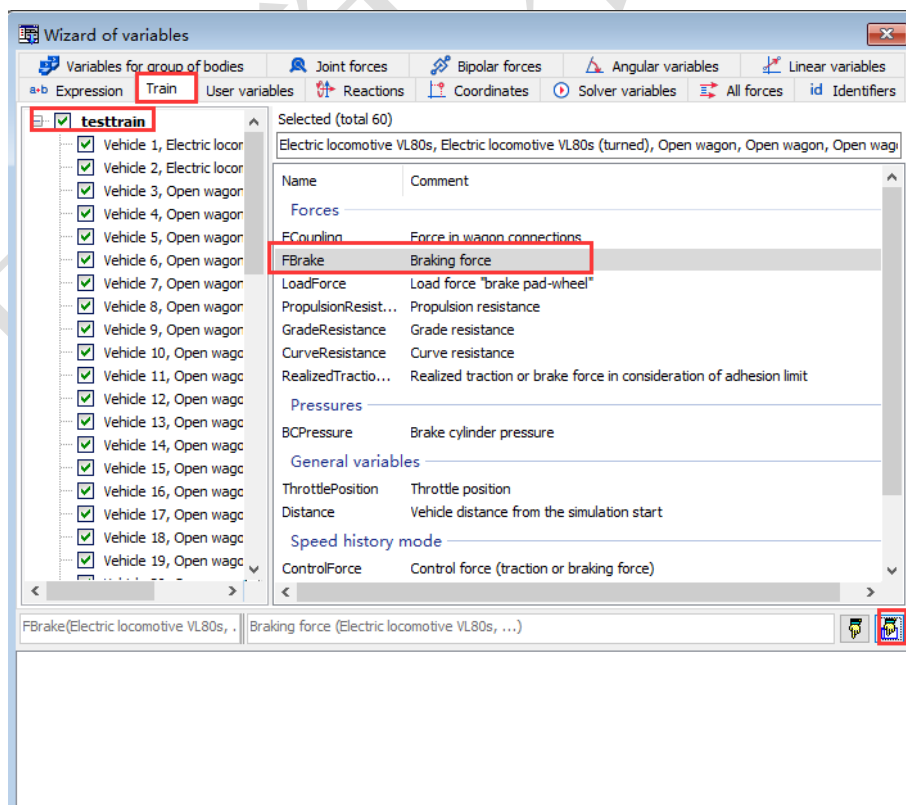 Wizard of variables
Variables for group of bodies Joint forces Bipolar forces Angular variables Linear variables
a+b Expression Train User variables Reactions Coordinates Solver variables All forces id Identifiers
testtrain
Vehicle 1, Electric locor
Vehicle 2, Electric locor
Vehicle 3, Open wagon
Vehicle 4, Open wagon
Vehicle 5, Open wagon
Vehicle 6, Open wagon
Vehicle 7, Open wagon
Vehicle 8, Open wagon
Vehicle 9, Open wagon
Vehicle 10, Open wago
Vehicle 11, Open wago
Vehicle 12, Open wago
Vehicle 13, Open wago
Vehicle 14, Open wago
Vehicle 15, Open wago
Vehicle 16, Open wago
Vehicle 17, Open wago
Vehicle 18, Open wago
Vehicle 19, Open wago
Selected (total 60)
Electric locomotive VL80s, Electric locomotive VL80s (turned), Open wagon, Open wagon, Open wago
Name Comment
Forces
FCoupling Force in wagon connections
FBrake Braking force
LoadForce Load force "brake pad-wheel"
PropulsionResist... Propulsion resistance
GradeResistance Grade resistance
CurveResistance Curve resistance
RealizedTractio... Realized traction or brake force in consideration of adhesion limit
Pressures
BCPressure Brake cylinder pressure
General variables
ThrottlePosition Throttle position
Distance Vehicle distance from the simulation start
Speed history mode
ControlForce Control force (traction or braking force)
FBrake(Electric locomotive VL80s, . Braking force (Electric locomotive VL80s, ...)